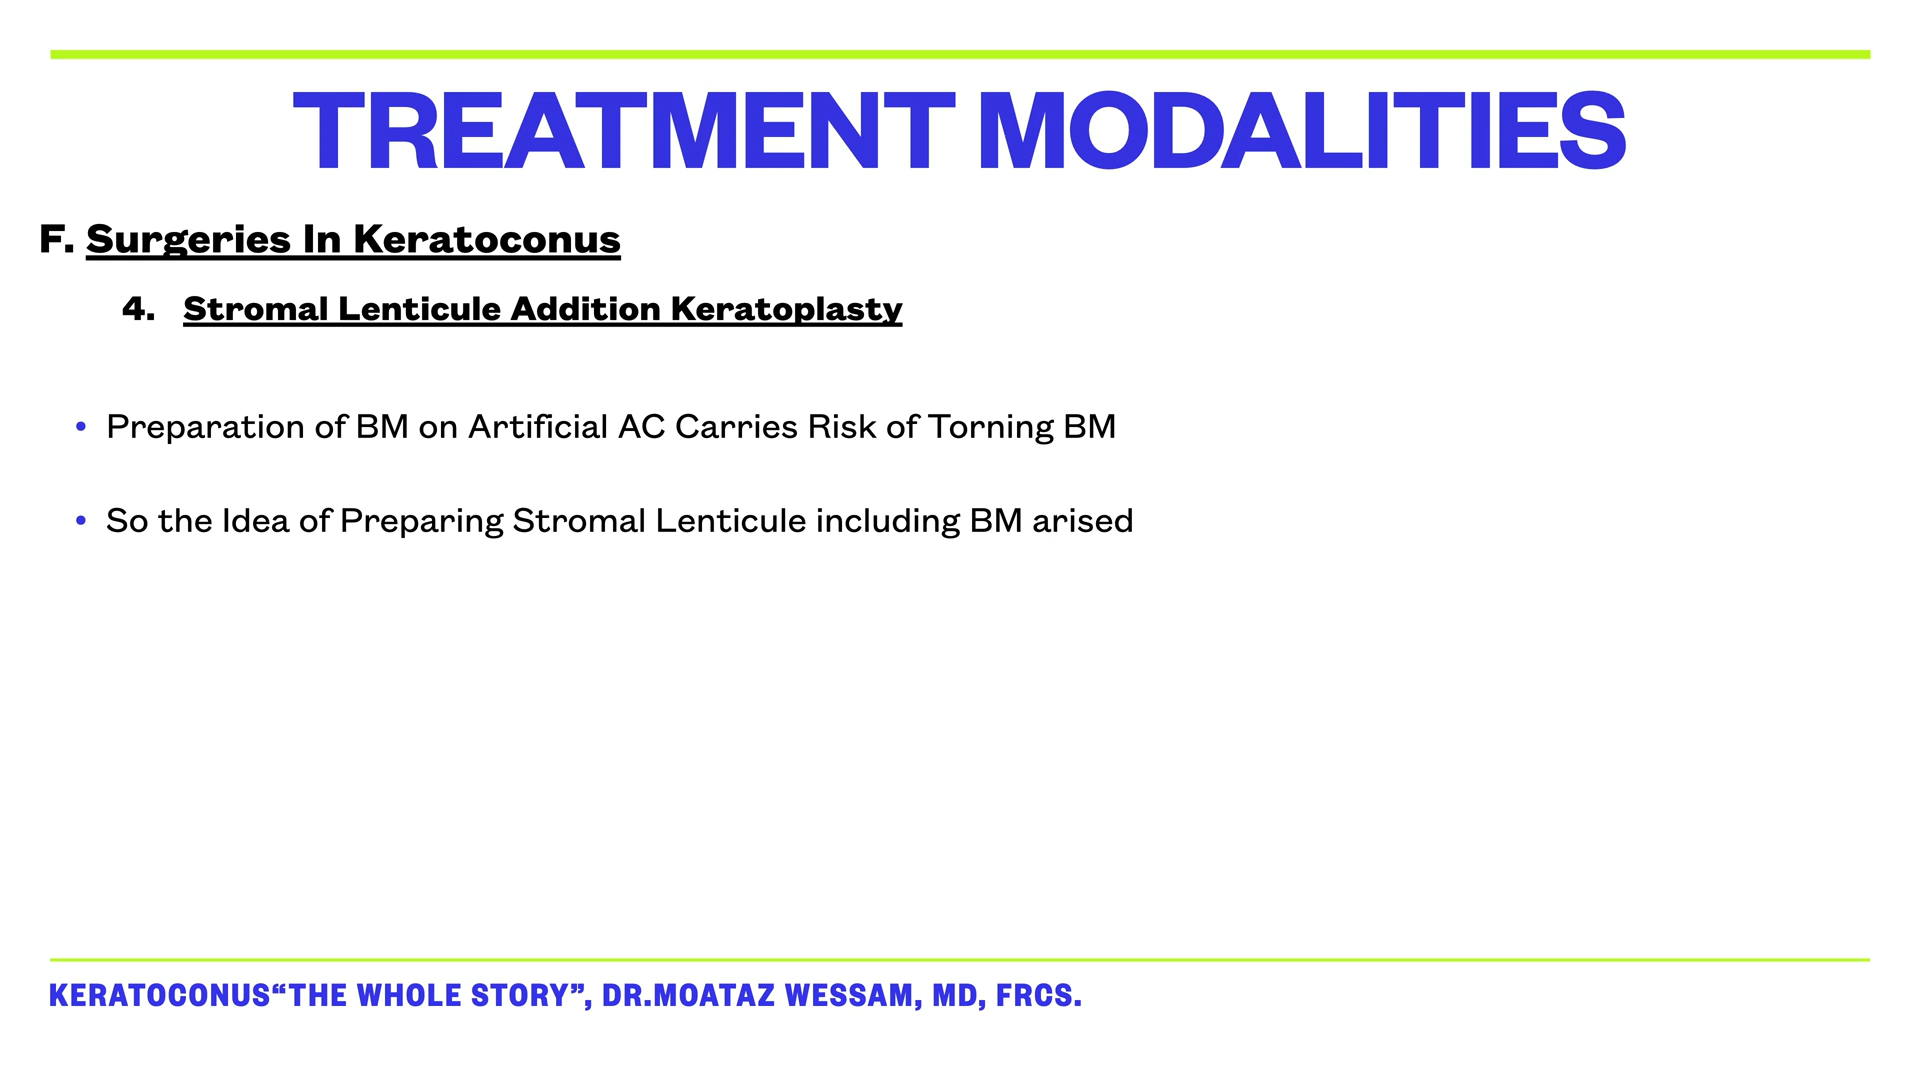 TREATMENT MODALITIES
F. Surgeries In Keratoconus
4. Stromal Lenticule Addition Keratoplasty
• Preparation of BM on Artificial AC Carries Risk of Torning BM
• So the Idea of Preparing Stromal Lenticule including BM arised
KERATOCONUS“THE WHOLE STORY”, DR.MOATAZ WESSAM, MD, FRCS.